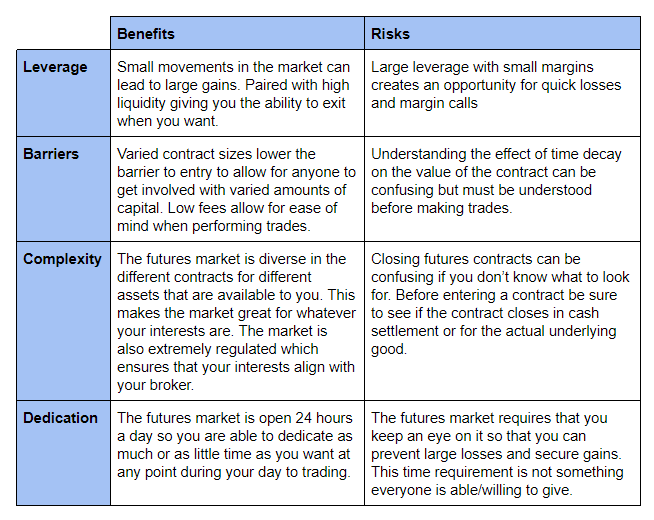 Benefits
Risks
Leverage
Small movements in the market can
lead to large gains. Paired with high
liquidity giving you the ability to exit
when you want.
Large leverage with small margins
creates an opportunity for quick losses
and margin calls
Barriers
Varied contract sizes lower the
barrier to entry to allow for anyone to
get involved with varied amounts of
capital. Low fees allow for ease of
mind when performing trades.
Understanding the effect of time decay
on the value of the contract can be
confusing but must be understood
before making trades.
Complexity
The futures market is diverse in the
different contracts for different
assets that are available to you. This
makes the market great for whatever
your interests are. The market is
also extremely regulated which
ensures that your interests align with
your broker.
Closing futures contracts can be
confusing if you don’t know what to look
for. Before entering a contract be sure
to see if the contract closes in cash
settlement or for the actual underlying
good.
Dedication
The futures market is open 24 hours
a day so you are able to dedicate as
much or as little time as you want at
any point during your day to trading.
The futures market requires that you
keep an eye on it so that you can
prevent large losses and secure gains.
This time requirement is not something
everyone is able/willing to give.